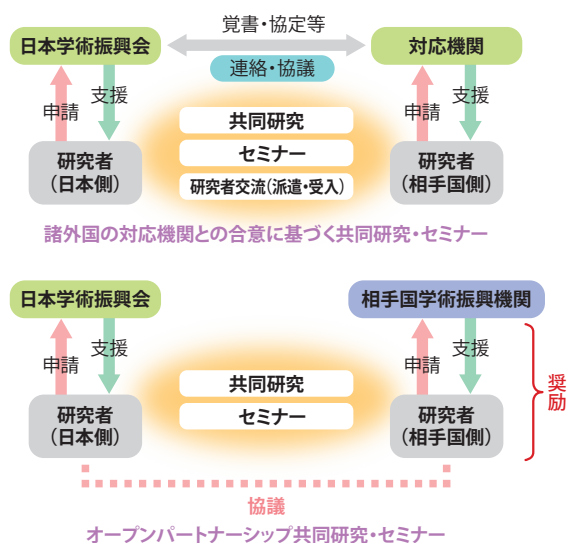 覚書・協定等
日本学術振興会
対応機関
連絡・協議
申請
支援
申請
支援
共同研究
セミナー
研究者交流(派遣・受入)
研究者
(日本側)
研究者
(相手国側)
諸外国の対応機関との合意に基づく共同研究・セミナー
日本学術振興会
相手国学術振興機関
申請
支援
申請
支援
奨励
共同研究
セミナー
研究者
(日本側)
研究者
(相手国側)
協議
オープンパートナーシップ共同研究・セミナー